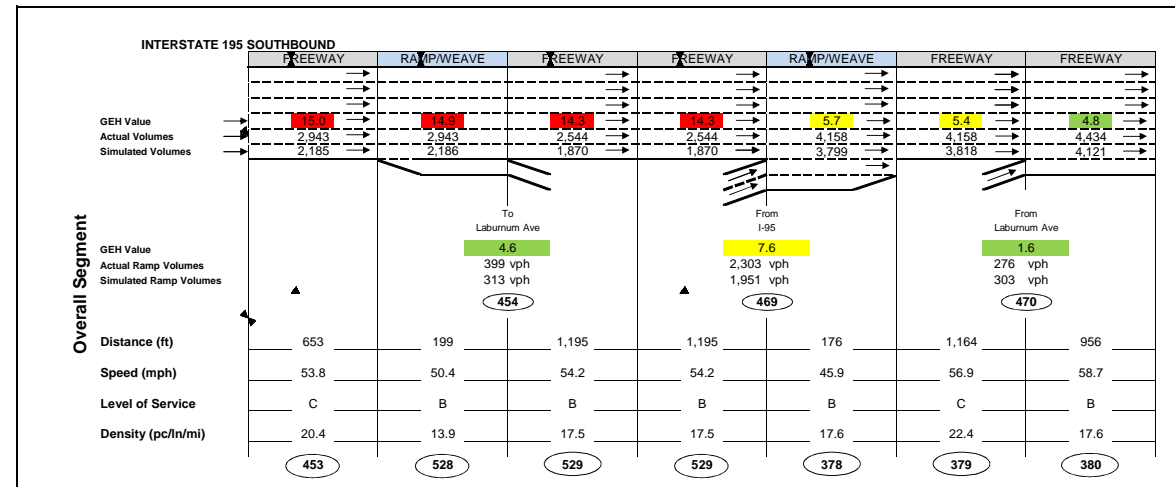 INTERSTATE 195 SOUTHBOUND
FREEWAY RAMP/WEAVE FREEWAY FREEWAY RAMP/WEAVE FREEWAY FREEWAY
GEH Value 15.0 14.9 14.3 14.3 5.7 5.4 4.8
Actual Volumes 2,943 2,943 2,544 2,544 4,158 4,158 4,434
Simulated Volumes 2,185 2,186 1,870 1,870 3,799 3,818 4,121
To From From
Laburnum Ave I-95 Laburnum Ave
GEH Value 4.6 7.6 1.6
Actual Ramp Volumes 399 vph 2,303 vph 276 vph
Simulated Ramp Volumes 313 vph 1,951 vph 303 vph
454 469 470
Overall Segment
Distance (ft) 653 199 1,195 1,195 176 1,164 956
Speed (mph) 53.8 50.4 54.2 54.2 45.9 56.9 58.7
Level of Service C B B B B C B
Density (pc/ln/mi) 20.4 13.9 17.5 17.5 17.6 22.4 17.6
453 528 529 529 378 379 380